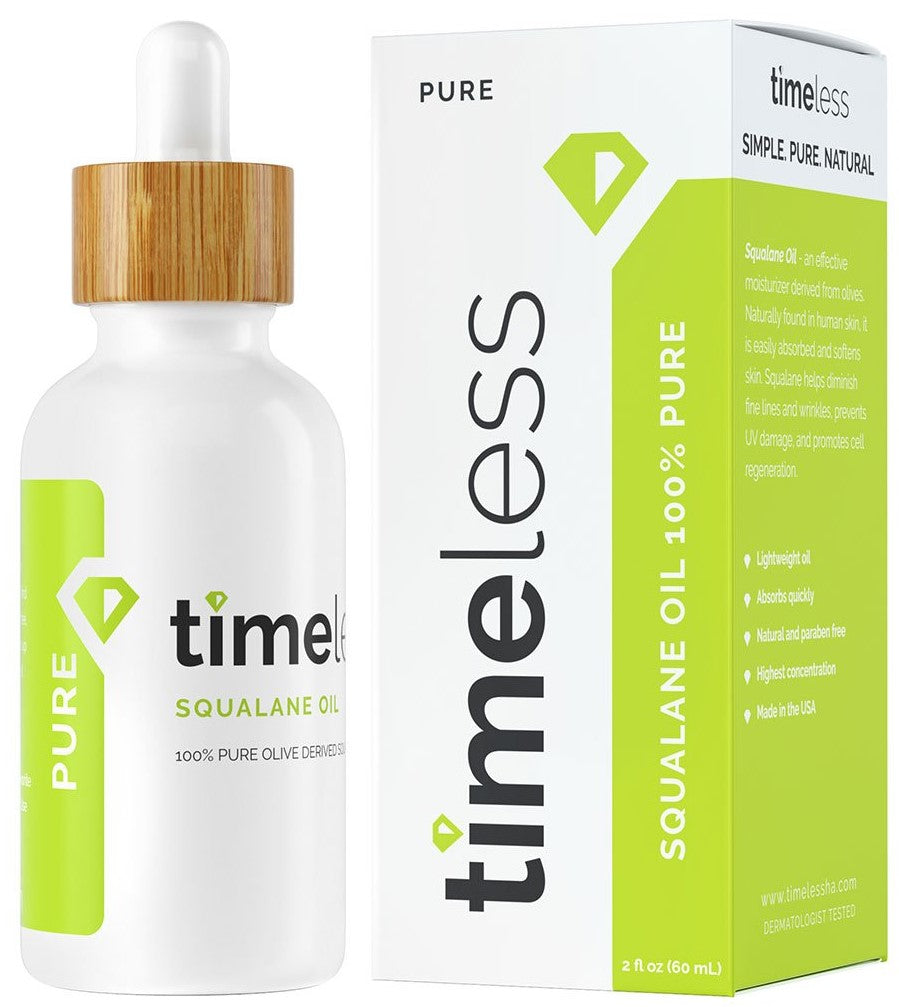 PURE
timeless
SQUALANE OIL
100% PURE OLIVE DERIVED
PURE
timeless
SQUALANE OIL 100% PURE
2 fl oz (60 mL)
timeless
SIMPLE. PURE. NATURAL
Squalane Oil - an effective
moisturizer derived from olives.
Naturally found in human skin, it
is easily absorbed and softens
skin. Squalane helps diminish
fine lines and wrinkles, prevents
UV damage, and promotes cell
regeneration.
Lightweight oil
Absorbs quickly
Natural and paraben free
Highest concentration
Made in the USA
www.timelessha.com
DERMATOLOGIST TESTED